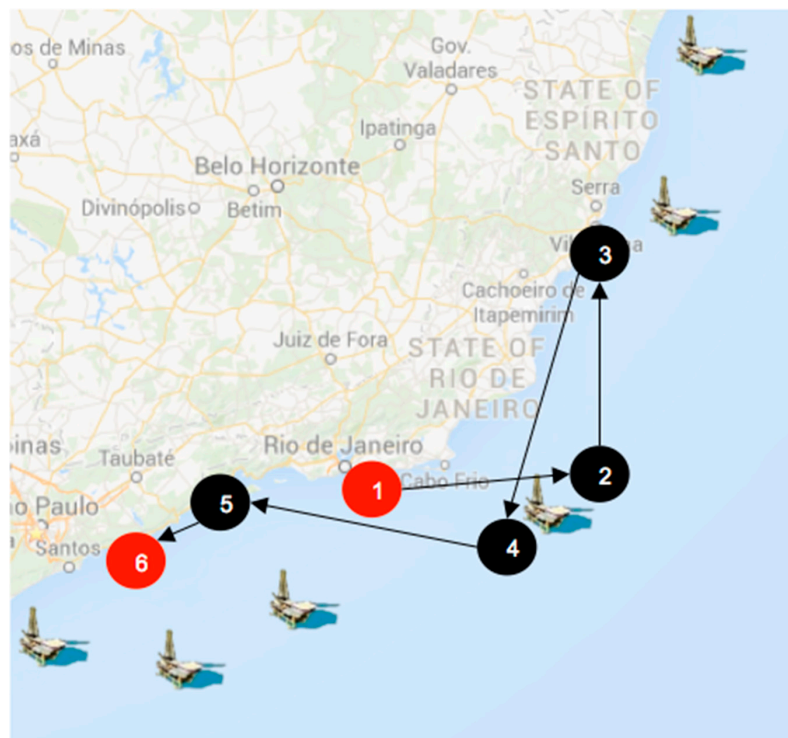 os de Minas
Gov.
Valadares
STATE OF
ESPÍRITO
SANTO
axá
Ipatinga
Belo Horizonte
Divinópolis
Betim
Serra
3
Cachoeiro de
Itapemirim
Juiz de Fora
STATE OF
RIO DE
JANEIRO
inas
Taubaté
Rio de Janeiro
Cabo Frio
1
2
5
o Paulo
4
Santos
6